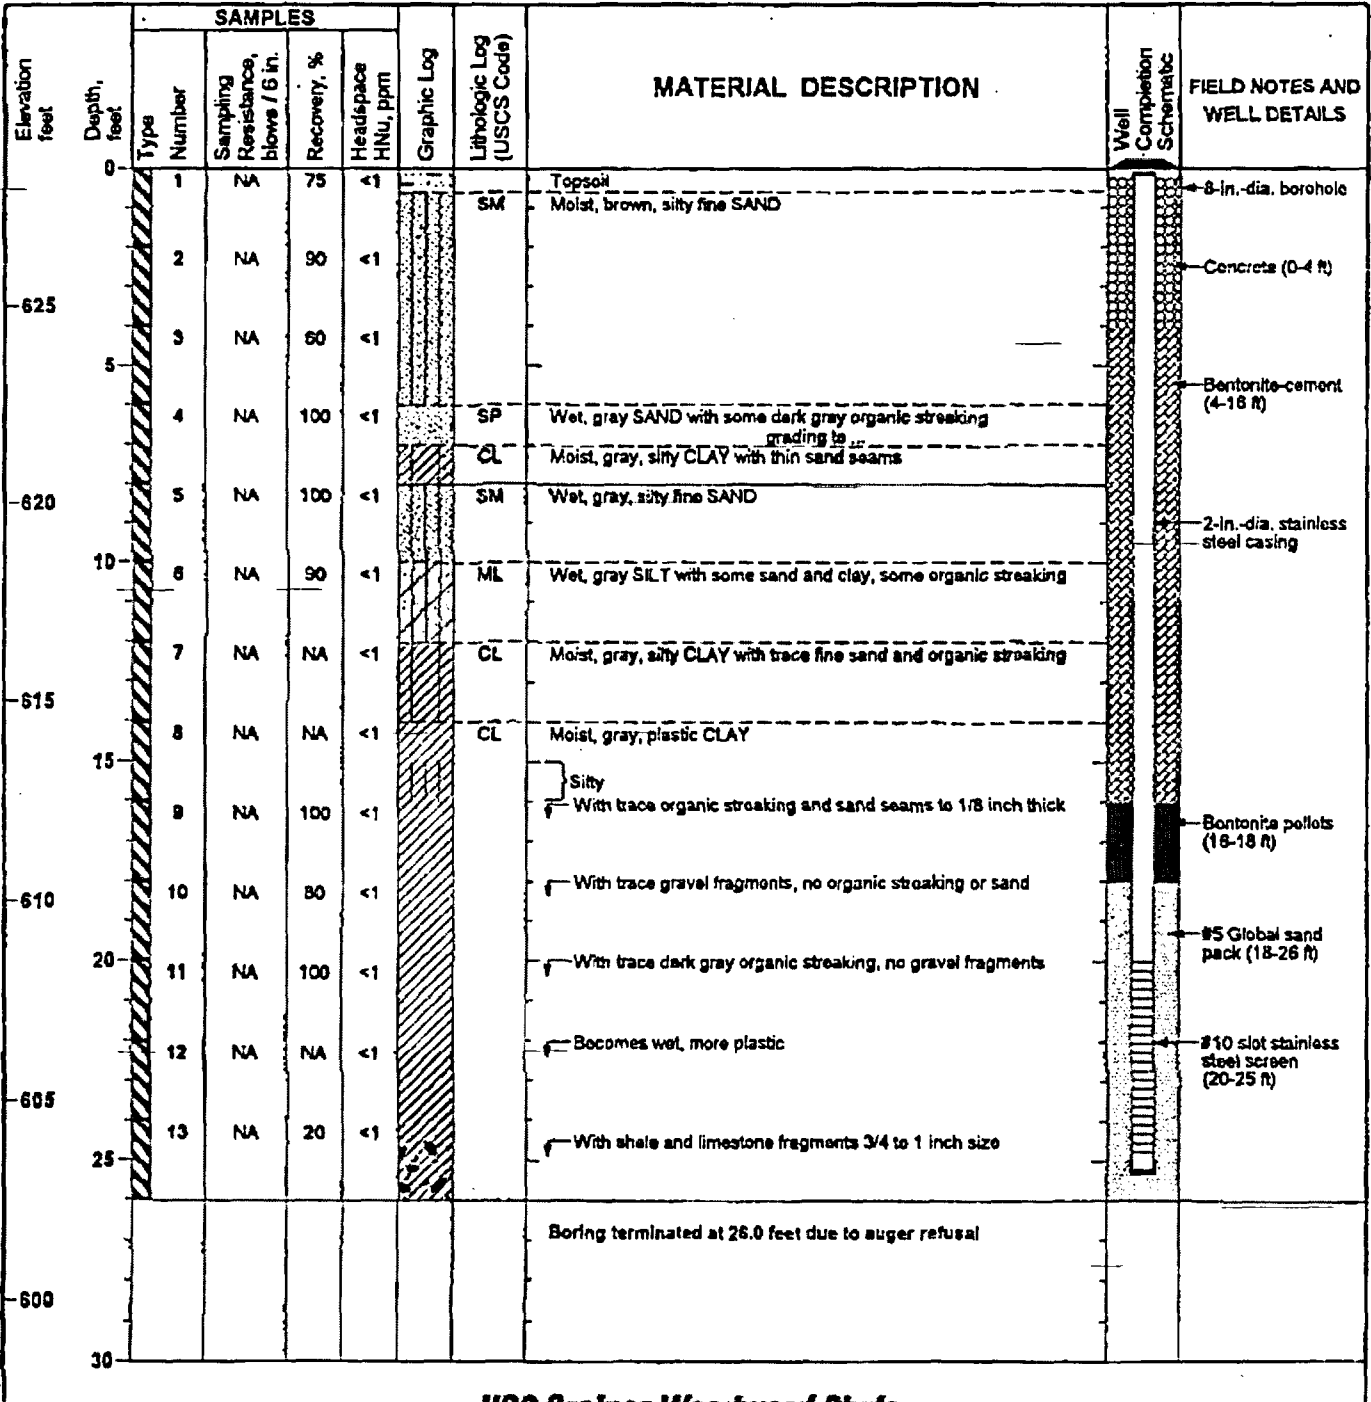 SAMPLES
Elevation feet
Depth, feet
Type
Number
Sampling Resistance, blows / 6 in.
Recovery, %
Headspace HNu, ppm
Graphic Log
Lithologic Log (USCS Code)
MATERIAL DESCRIPTION
Well Completion Schematic
FIELD NOTES AND
WELL DETAILS
0
1 NA 75 <1 Topsoil
8-in.-dia. borehole
SM Moist, brown, silty fine SAND
2 NA 90 <1
Concrete (0-4 ft)
625
3 NA 60 <1
5
Bentonite-cement
(4-16 ft)
4 NA 100 <1 SP Wet, gray SAND with some dark gray organic streaking
grading to ...
CL Moist, gray, silty CLAY with thin sand seams
5 NA 100 <1 SM Wet, gray, silty fine SAND
620
2-in.-dia. stainless
steel casing
10
6 NA 90 <1 ML Wet, gray SILT with some sand and clay, some organic streaking
7 NA NA <1 CL Moist, gray, silty CLAY with trace fine sand and organic streaking
615
8 NA NA <1 CL Moist, gray, plastic CLAY
15
Silty
With trace organic streaking and sand seams to 1/8 inch thick
9 NA 100 <1
Bentonite pellets
(16-18 ft)
With trace gravel fragments, no organic streaking or sand
10 NA 80 <1
610
#5 Global sand
pack (18-26 ft)
20
With trace dark gray organic streaking, no gravel fragments
11 NA 100 <1
Becomes wet, more plastic
12 NA NA <1
#10 slot stainless
steel screen
(20-25 ft)
605
13 NA 20 <1
With shale and limestone fragments 3/4 to 1 inch size
25
Boring terminated at 26.0 feet due to auger refusal
600
30